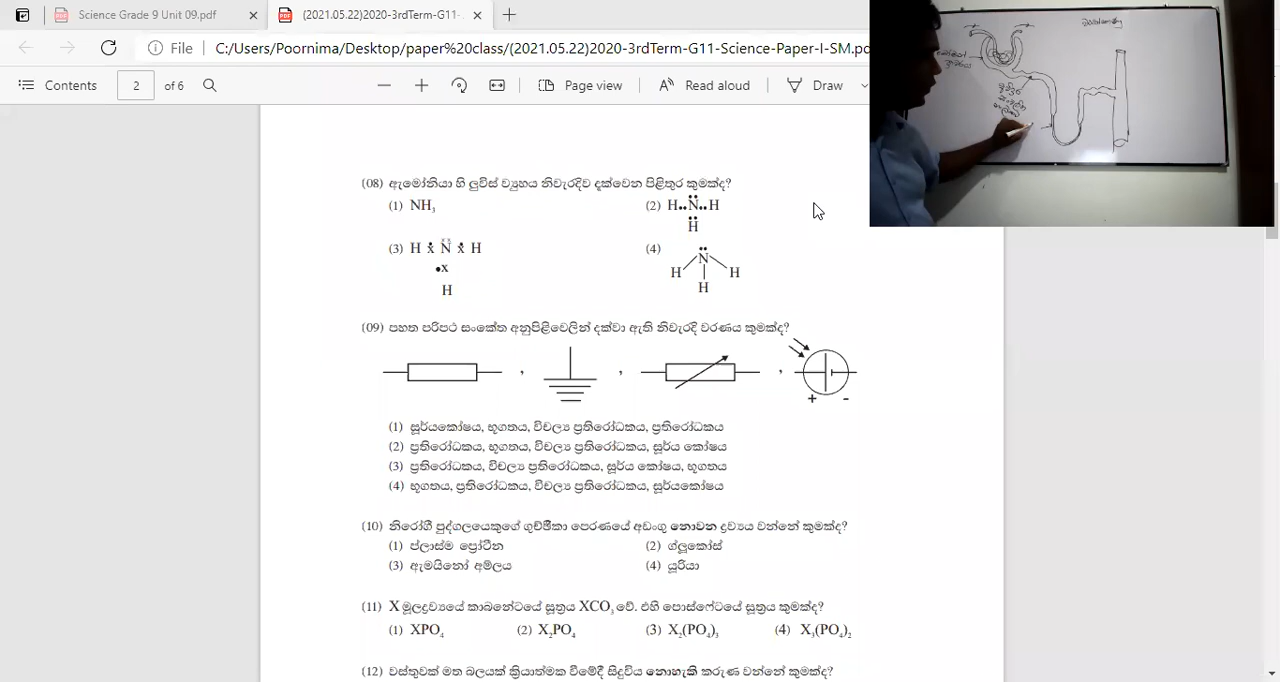 Science Grade 9 Unit 09.pdf
(2021.05.22)2020-3rdTerm-G11-
File C:/Users/Poornima/Desktop/paper%20class/(2021.05.22)2020-3rdTerm-G11-Science-Paper-I-SM.pd
Contents 2 of 6 Page view Read aloud Draw
(08) ඇමෝනියා හි ලුවිස් ව්‍යුහය නිවැරදිව දැක්වෙන පිළිතුර කුමක්ද?
(1) NH₃ (2) H••N••H
H
(3) H x N x H (4) N
•x H H
H H
(09) පහත පරිපථ සංකේත අනුපිළිවෙලින් දක්වා ඇති නිවැරදි වරණය කුමක්ද?
, , ,
+ -
(1) සූර්යකෝෂය, භූගතය, විචල්‍ය ප්‍රතිරෝධකය, ප්‍රතිරෝධකය
(2) ප්‍රතිරෝධකය, භූගතය, විචල්‍ය ප්‍රතිරෝධකය, සූර්ය කෝෂය
(3) ප්‍රතිරෝධකය, විචල්‍ය ප්‍රතිරෝධකය, සූර්ය කෝෂය, භූගතය
(4) භූගතය, ප්‍රතිරෝධකය, විචල්‍ය ප්‍රතිරෝධකය, සූර්යකෝෂය
(10) නිරෝගී පුද්ගලයෙකුගේ ගුච්ඡිකා පෙරණයේ අඩංගු නොවන ද්‍රව්‍යය වන්නේ කුමක්ද?
(1) ප්ලාස්ම ප්‍රෝටීන (2) ග්ලූකෝස්
(3) ඇමයිනෝ අම්ලය (4) යූරියා
(11) X මූලද්‍රව්‍යයේ කාබනේටයේ සූත්‍රය XCO₃ වේ. එහි පොස්ෆේටයේ සූත්‍රය කුමක්ද?
(1) XPO₄ (2) X₂PO₄ (3) X₂(PO₄)₃ (4) X₃(PO₄)₂
(12) වස්තුවක් මත බලයක් ක්‍රියාත්මක වීමේදී සිදුවිය නොහැකි කරුණ වන්නේ කුමක්ද?